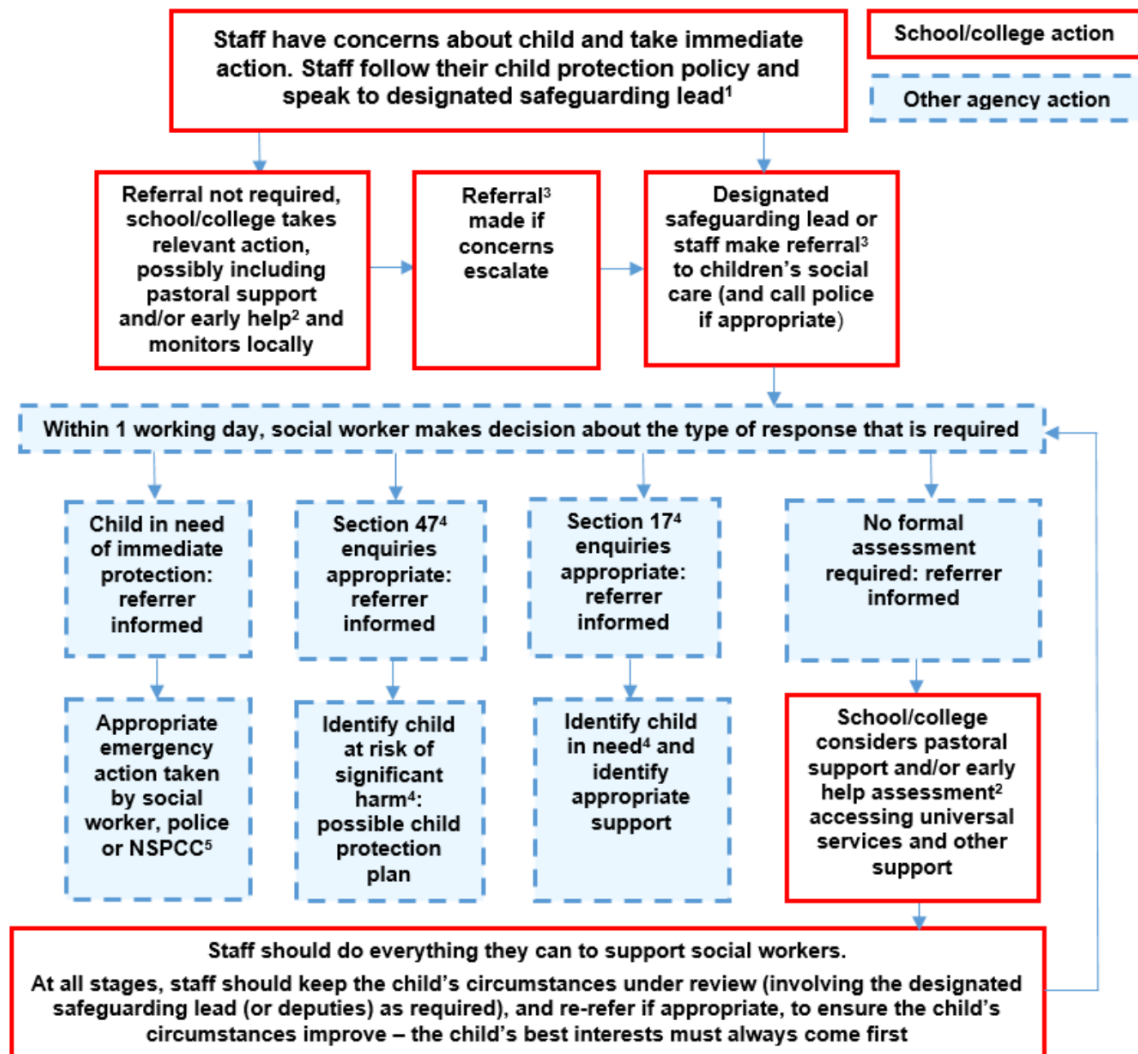 Staff have concerns about child and take immediate
action. Staff follow their child protection policy and
speak to designated safeguarding lead¹
School/college action
Other agency action
Referral not required,
school/college takes
relevant action,
possibly including
pastoral support
and/or early help² and
monitors locally
Referral³
made if
concerns
escalate
Designated
safeguarding lead or
staff make referral³
to children’s social
care (and call police
if appropriate)
Within 1 working day, social worker makes decision about the type of response that is required
Child in need
of immediate
protection:
referrer
informed
Section 47⁴
enquiries
appropriate:
referrer
informed
Section 17⁴
enquiries
appropriate:
referrer
informed
No formal
assessment
required: referrer
informed
Appropriate
emergency
action taken
by social
worker, police
or NSPCC⁵
Identify child
at risk of
significant
harm⁴:
possible child
protection
plan
Identify child
in need⁴ and
identify
appropriate
support
School/college
considers pastoral
support and/or early
help assessment²
accessing universal
services and other
support
Staff should do everything they can to support social workers.
At all stages, staff should keep the child’s circumstances under review (involving the designated
safeguarding lead (or deputies) as required), and re-refer if appropriate, to ensure the child’s
circumstances improve – the child’s best interests must always come first